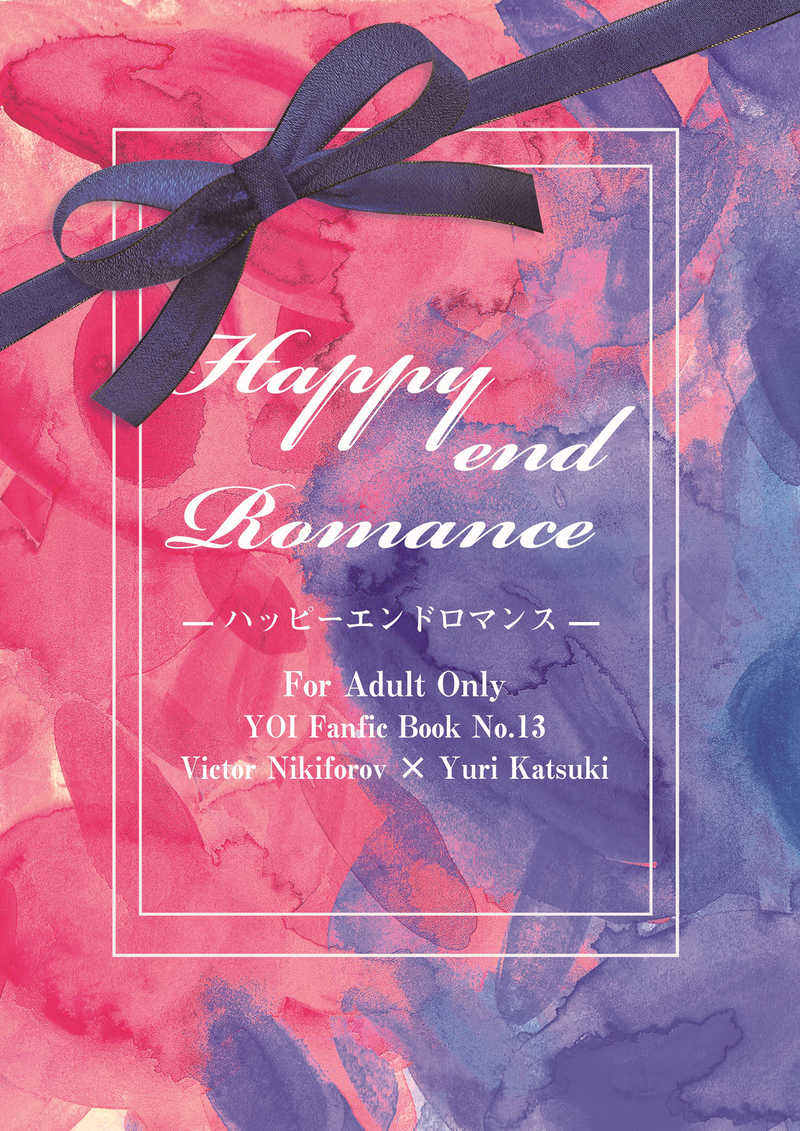 Happy
end
Romance
— ハッピーエンドロマンス —
For Adult Only
YOI Fanfic Book No.13
Victor Nikiforov × Yuri Katsuki